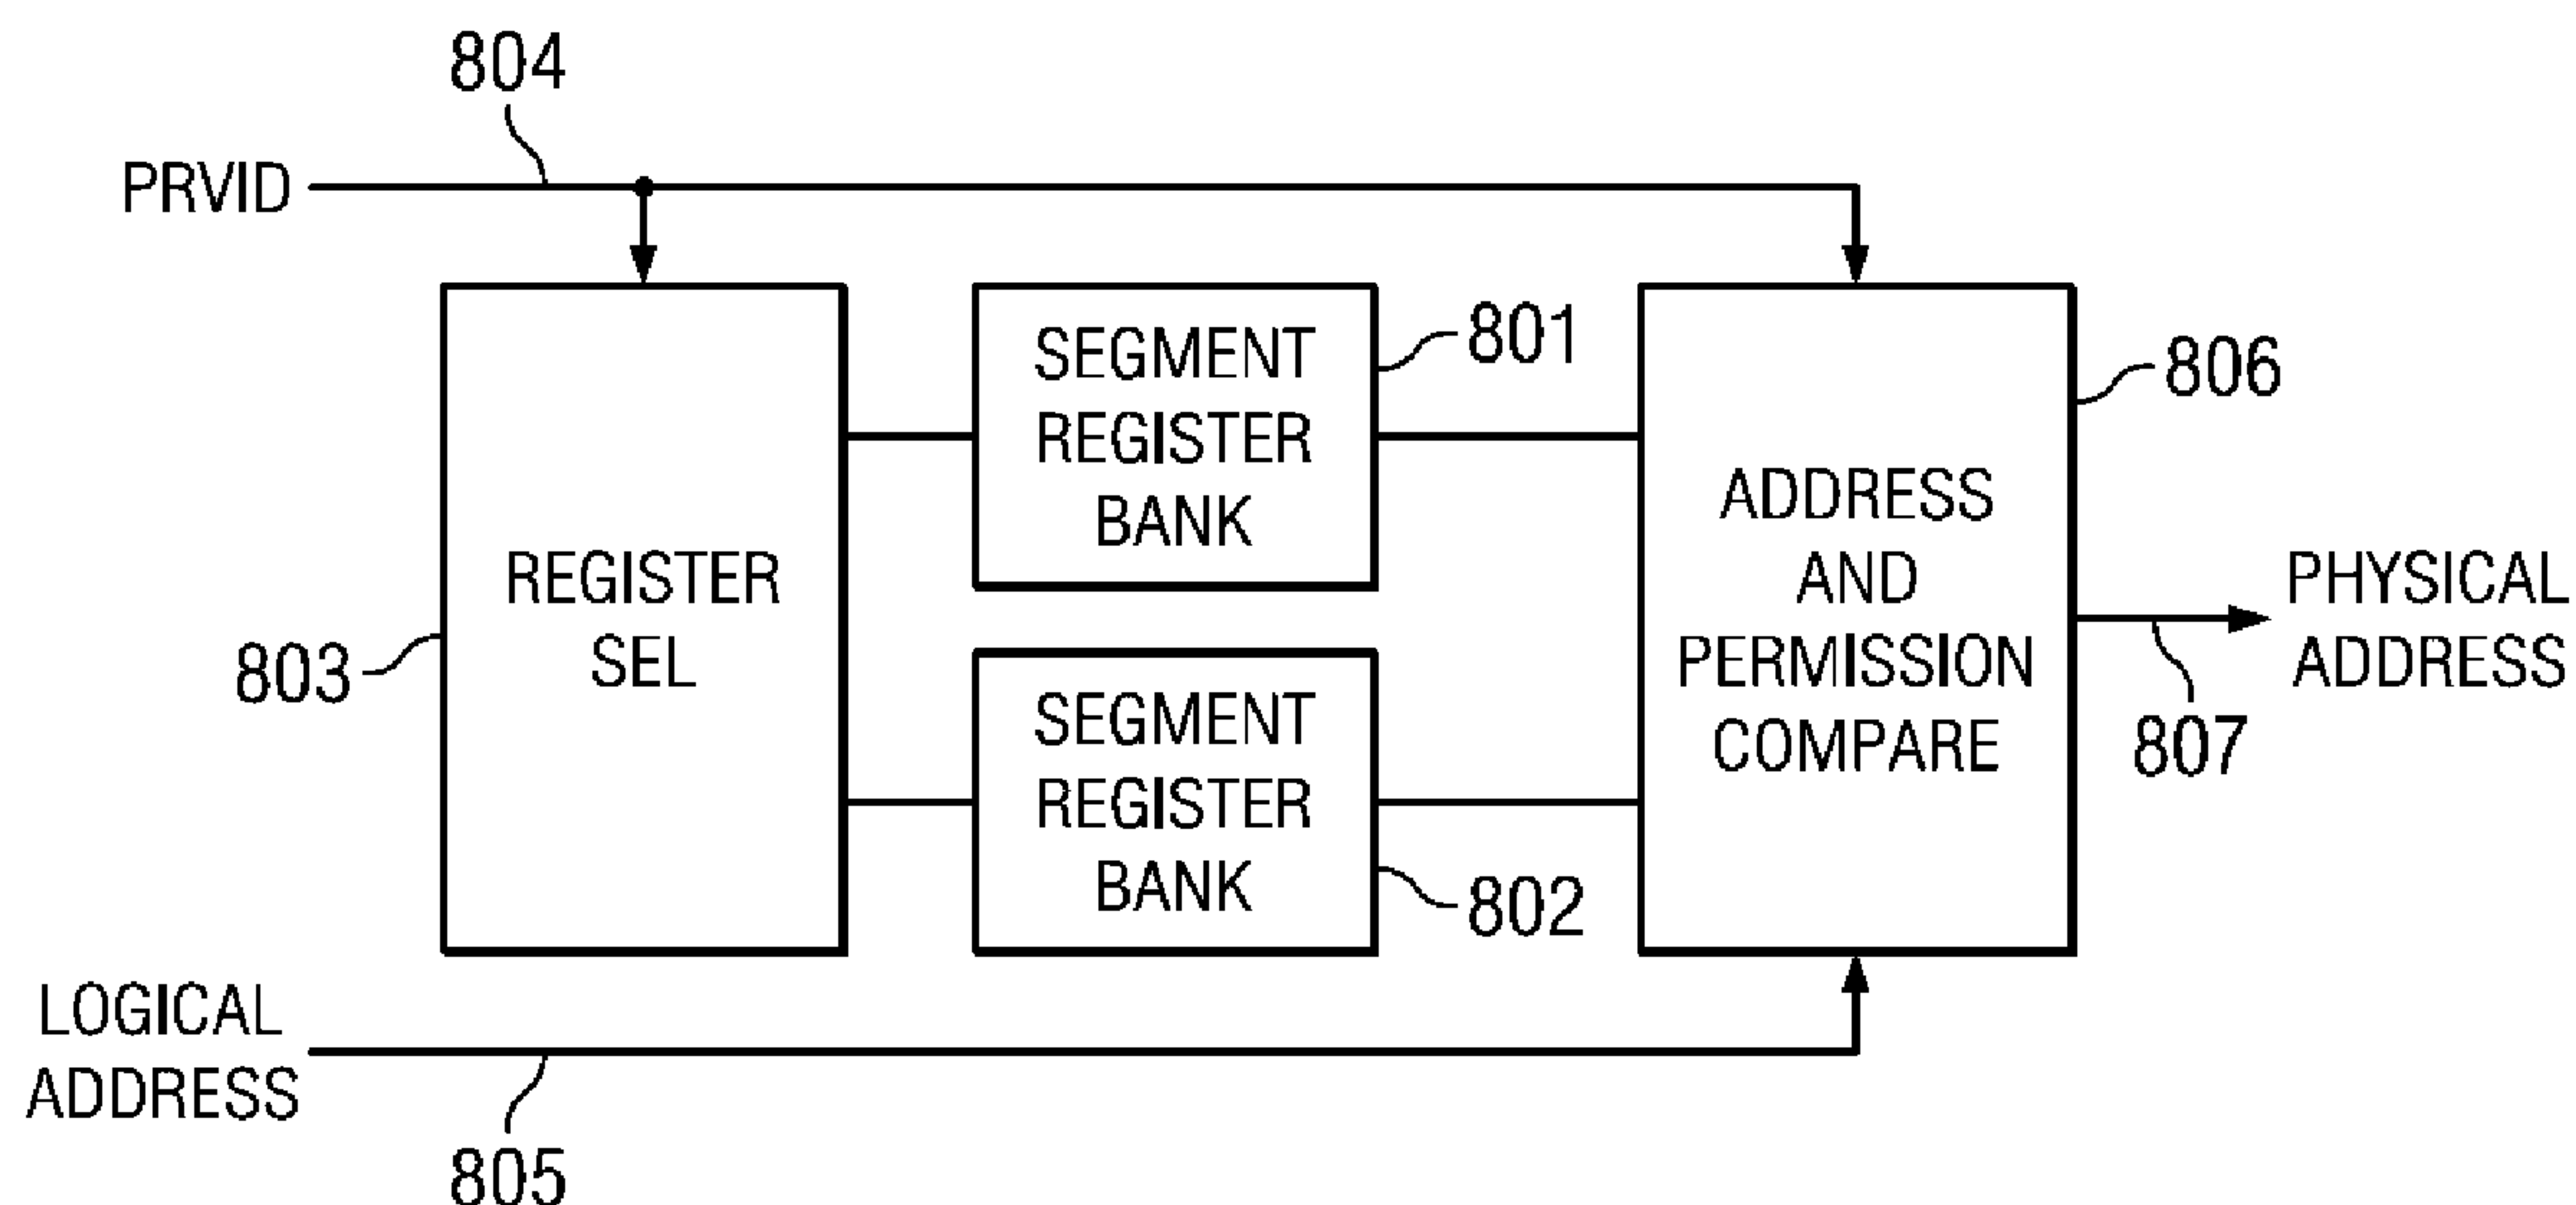 804
PRVID
REGISTER
SEL
803
SEGMENT
REGISTER
BANK
801
SEGMENT
REGISTER
BANK
802
ADDRESS
AND
PERMISSION
COMPARE
806
PHYSICAL
ADDRESS
807
LOGICAL
ADDRESS
805